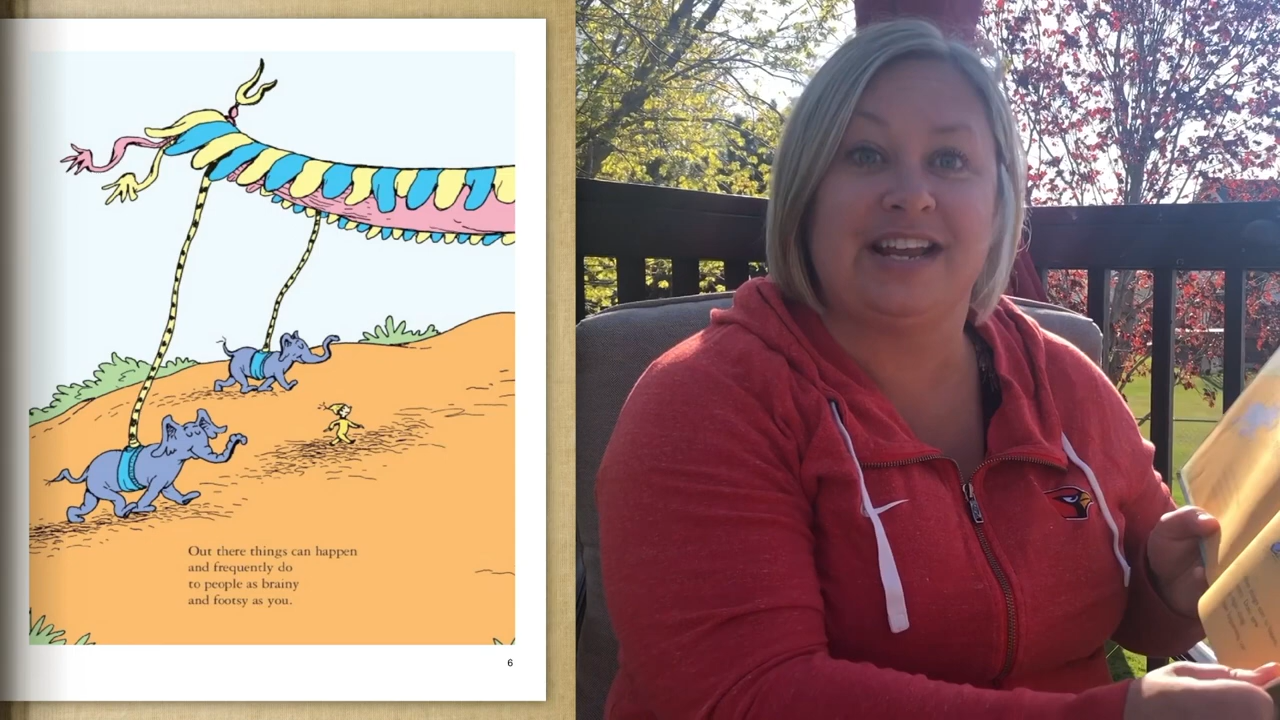 Out there things can happen
and frequently do
to people as brainy
and footsy as you.
6